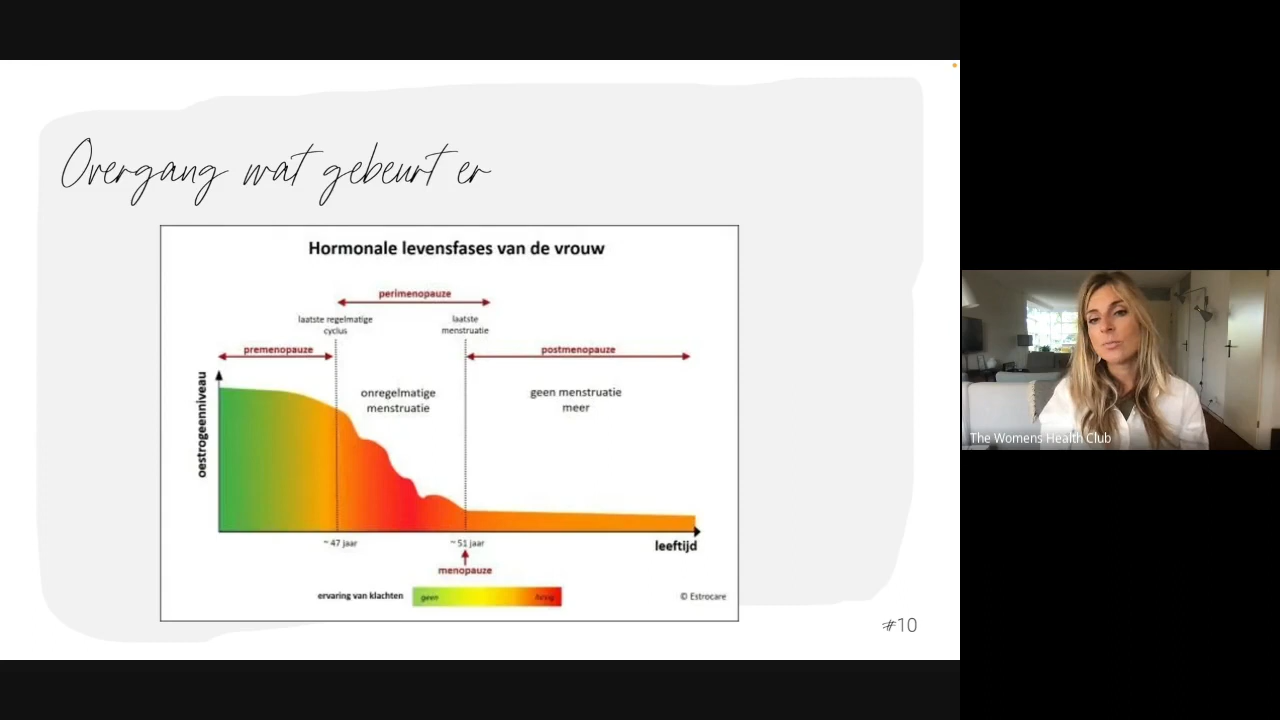 Overgang wat gebeurt er
Hormonale levensfases van de vrouw
perimenopauze
laatste regelmatige
cyclus
laatste
menstruatie
premenopauze
postmenopauze
oestrogeenniveau
onregelmatige
menstruatie
geen menstruatie
meer
~ 47 jaar
~ 51 jaar
leeftijd
menopauze
ervaring van klachten
geen
hevig
© Estrocare
#10
The Womens Health Club